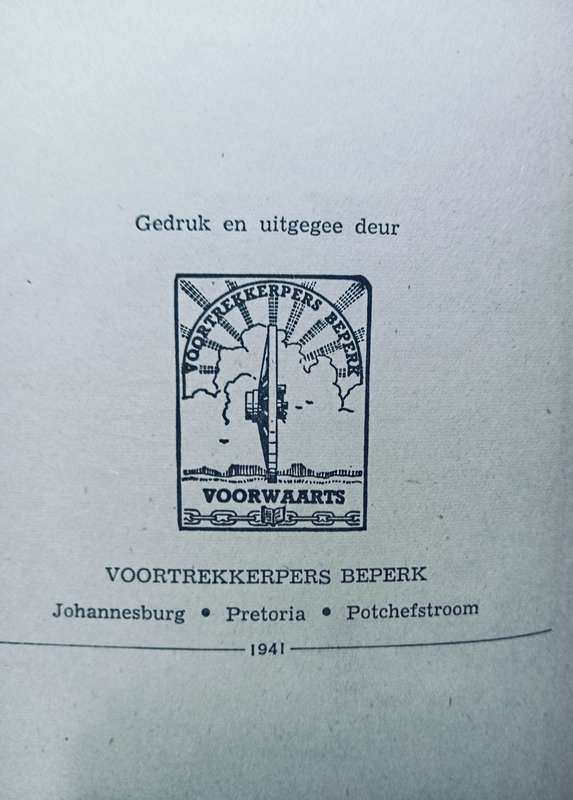 Gedruk en uitgegee deur
VOORTREKKERPERS BEPERK
VOORWAARTS
VOORTREKKERPERS BEPERK
Johannesburg • Pretoria • Potchefstroom
1941